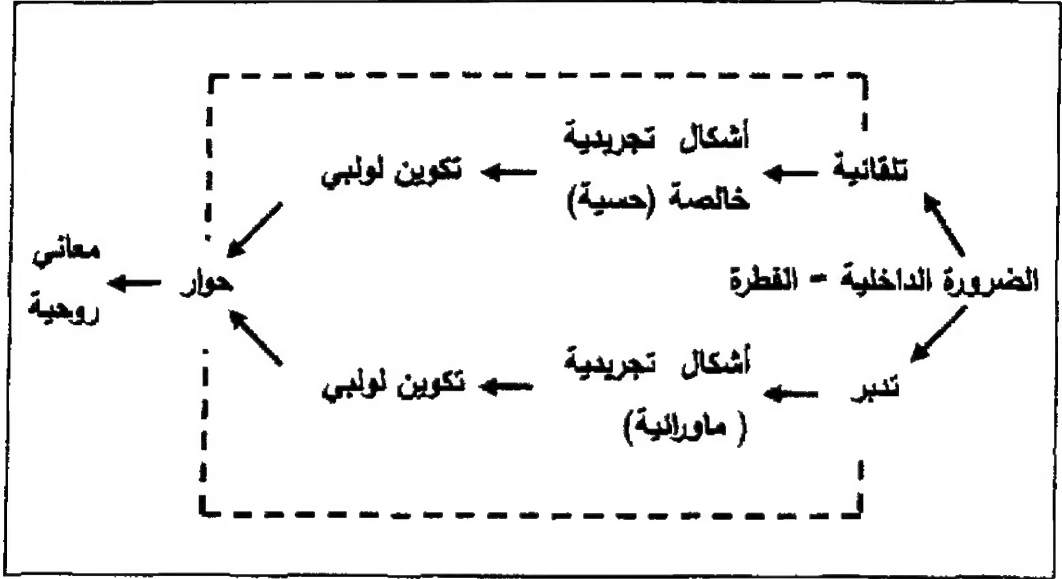 أشكال تجريدية
تلقائية
تكوين لولبي
خالصة (حسية)
معاني
الضرورة الداخلية = الفطرة
حوار
روحية
أشكال تجريدية
تدبر
تكوين لولبي
( ماورائية)